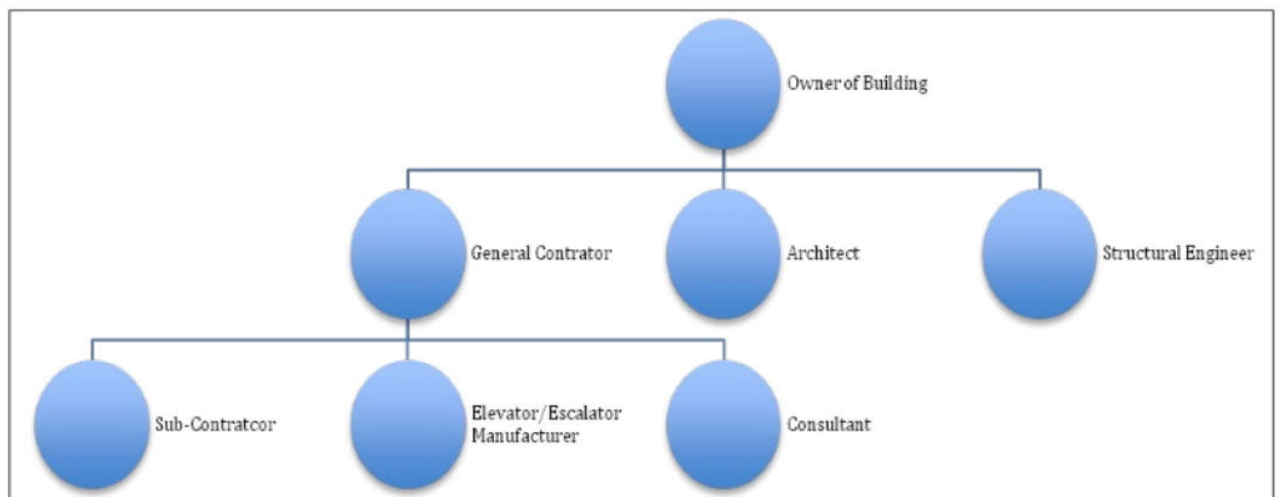 Owner of Building
General Contrator
Architect
Structural Engineer
Sub-Contratcor
Elevator/Escalator
Manufacturer
Consultant